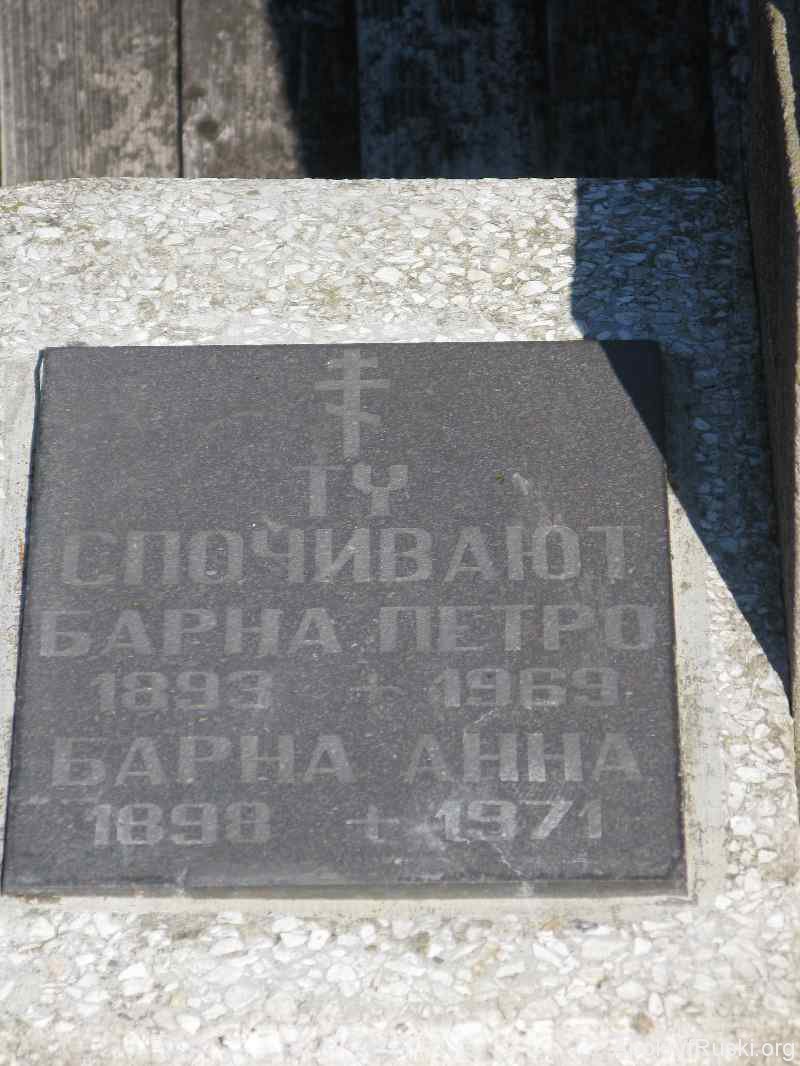 ТУ
СПОЧИВАЮТ
БАРНА ПЕТРО
1893 + 1969
БАРНА АННА
1898 + 1971